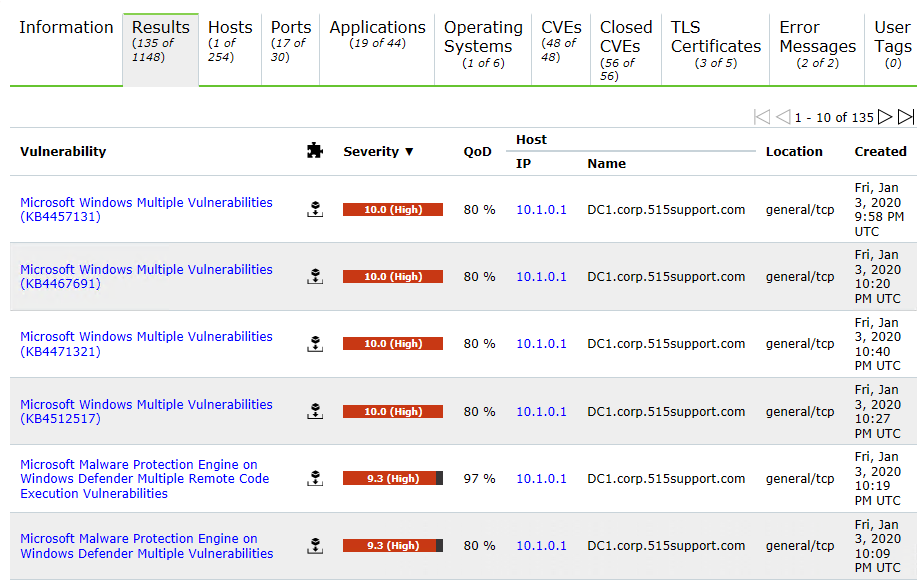 Information
Results
(135 of
1148)
Hosts
(1 of
254)
Ports
(17 of
30)
Applications
(19 of 44)
Operating
Systems
(1 of 6)
CVEs
(48 of
48)
Closed
CVEs
(56 of
56)
TLS
Certificates
(3 of 5)
Error
Messages
(2 of 2)
User
Tags
(0)
1 - 10 of 135
Vulnerability
Severity ▼
QoD
Host
IP
Name
Location
Created
Microsoft Windows Multiple Vulnerabilities
(KB4457131)
10.0 (High)
80 %
10.1.0.1
DC1.corp.515support.com
general/tcp
Fri, Jan
3, 2020
9:58 PM
UTC
Microsoft Windows Multiple Vulnerabilities
(KB4467691)
10.0 (High)
80 %
10.1.0.1
DC1.corp.515support.com
general/tcp
Fri, Jan
3, 2020
10:20
PM UTC
Microsoft Windows Multiple Vulnerabilities
(KB4471321)
10.0 (High)
80 %
10.1.0.1
DC1.corp.515support.com
general/tcp
Fri, Jan
3, 2020
10:40
PM UTC
Microsoft Windows Multiple Vulnerabilities
(KB4512517)
10.0 (High)
80 %
10.1.0.1
DC1.corp.515support.com
general/tcp
Fri, Jan
3, 2020
10:27
PM UTC
Microsoft Malware Protection Engine on
Windows Defender Multiple Remote Code
Execution Vulnerabilities
9.3 (High)
97 %
10.1.0.1
DC1.corp.515support.com
general/tcp
Fri, Jan
3, 2020
10:19
PM UTC
Microsoft Malware Protection Engine on
Windows Defender Multiple Vulnerabilities
9.3 (High)
80 %
10.1.0.1
DC1.corp.515support.com
general/tcp
Fri, Jan
3, 2020
10:09
PM UTC